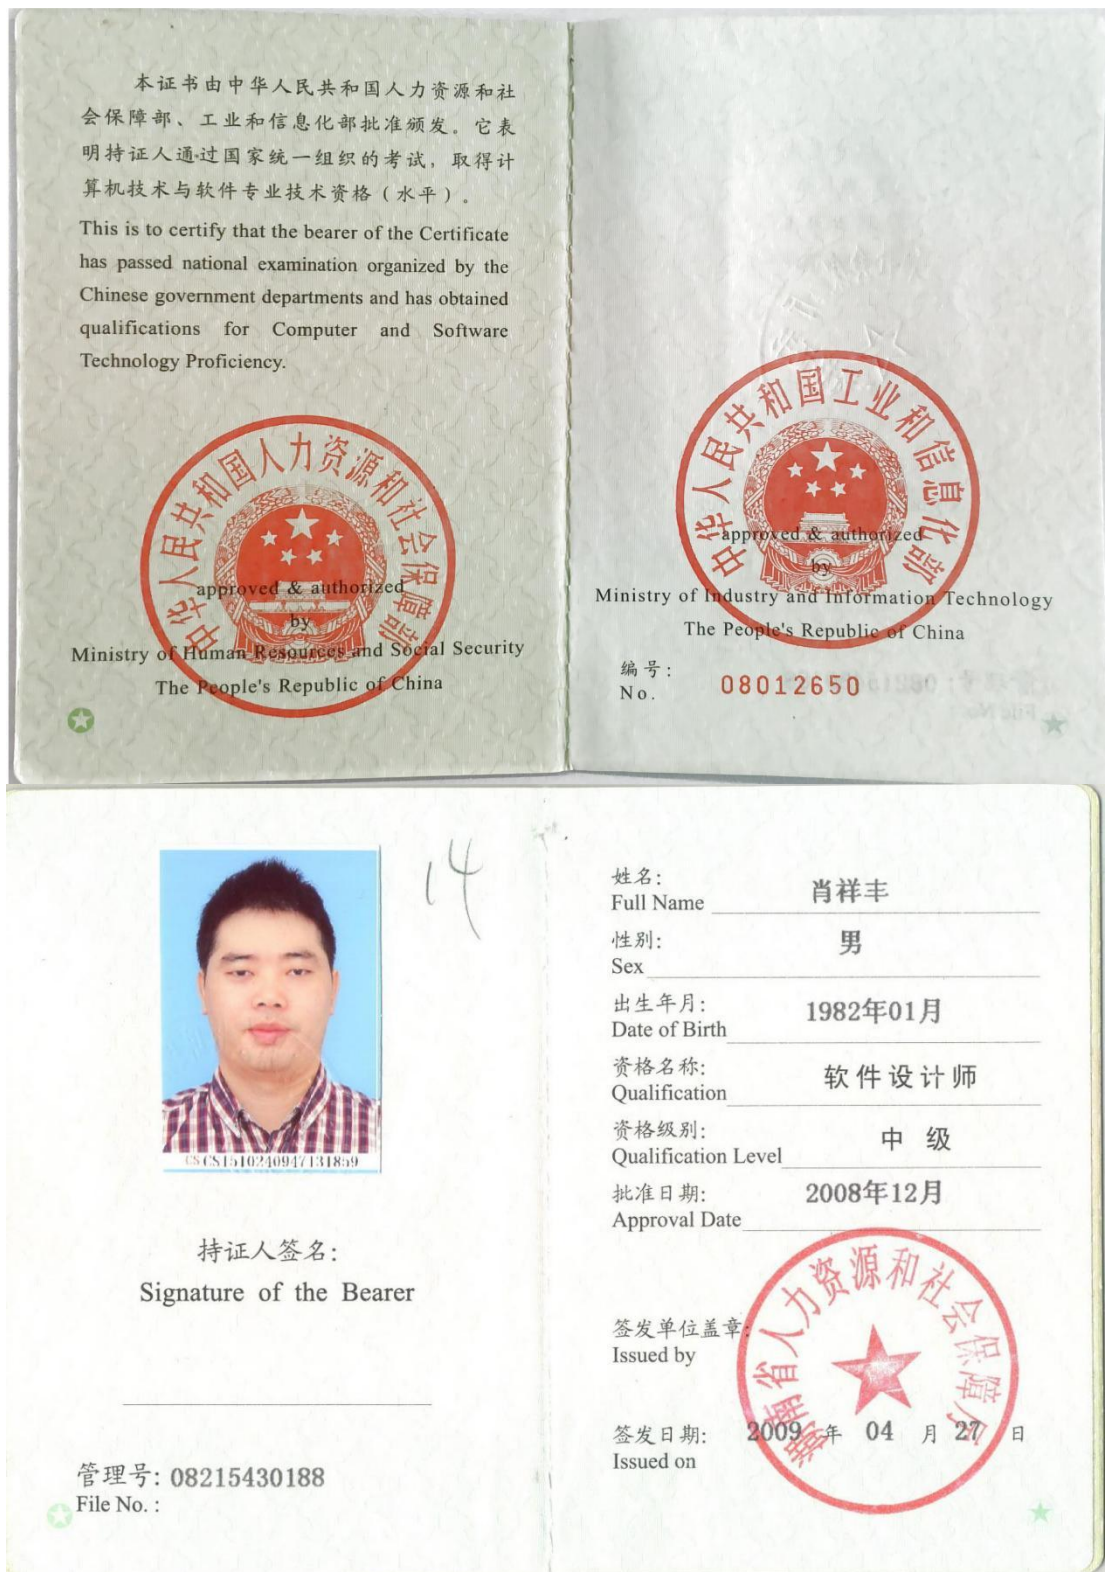 本证书由中华人民共和国人力资源和社
会保障部、工业和信息化部批准颁发。它表
明持证人通过国家统一组织的考试，取得计
算机技术与软件专业技术资格（水平）。
This is to certify that the bearer of the Certificate
has passed national examination organized by the
Chinese government departments and has obtained
qualifications for Computer and Software
Technology Proficiency.
中华人民共和国人力资源和社会保障部
approved & authorized
by
Ministry of Human Resources and Social Security
The People's Republic of China
中华人民共和国工业和信息化部
approved & authorized
by
Ministry of Industry and Information Technology
The People's Republic of China
编号:
No. 08012650
14
CS CS1510240947131859
持证人签名:
Signature of the Bearer
管理号: 08215430188
File No. :
姓名: 肖祥丰
Full Name
性别: 男
Sex
出生年月: 1982年01月
Date of Birth
资格名称: 软件设计师
Qualification
资格级别: 中级
Qualification Level
批准日期: 2008年12月
Approval Date
湖南省人力资源和社会保障厅
签发单位盖章:
Issued by
签发日期: 2009 年 04 月 27 日
Issued on